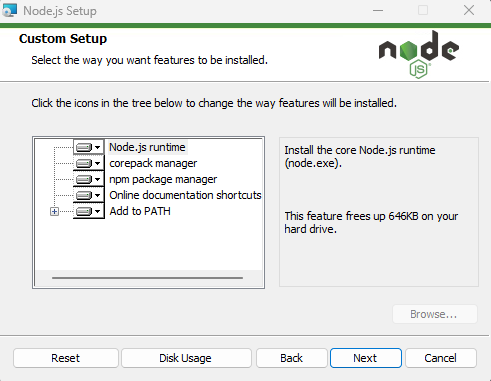 Node.js Setup
Custom Setup
Select the way you want features to be installed.
node
JS
Click the icons in the tree below to change the way features will be installed.
Node.js runtime
corepack manager
npm package manager
Online documentation shortcuts
Add to PATH
Install the core Node.js runtime
(node.exe).
This feature frees up 646KB on your
hard drive.
Browse...
Reset
Disk Usage
Back
Next
Cancel